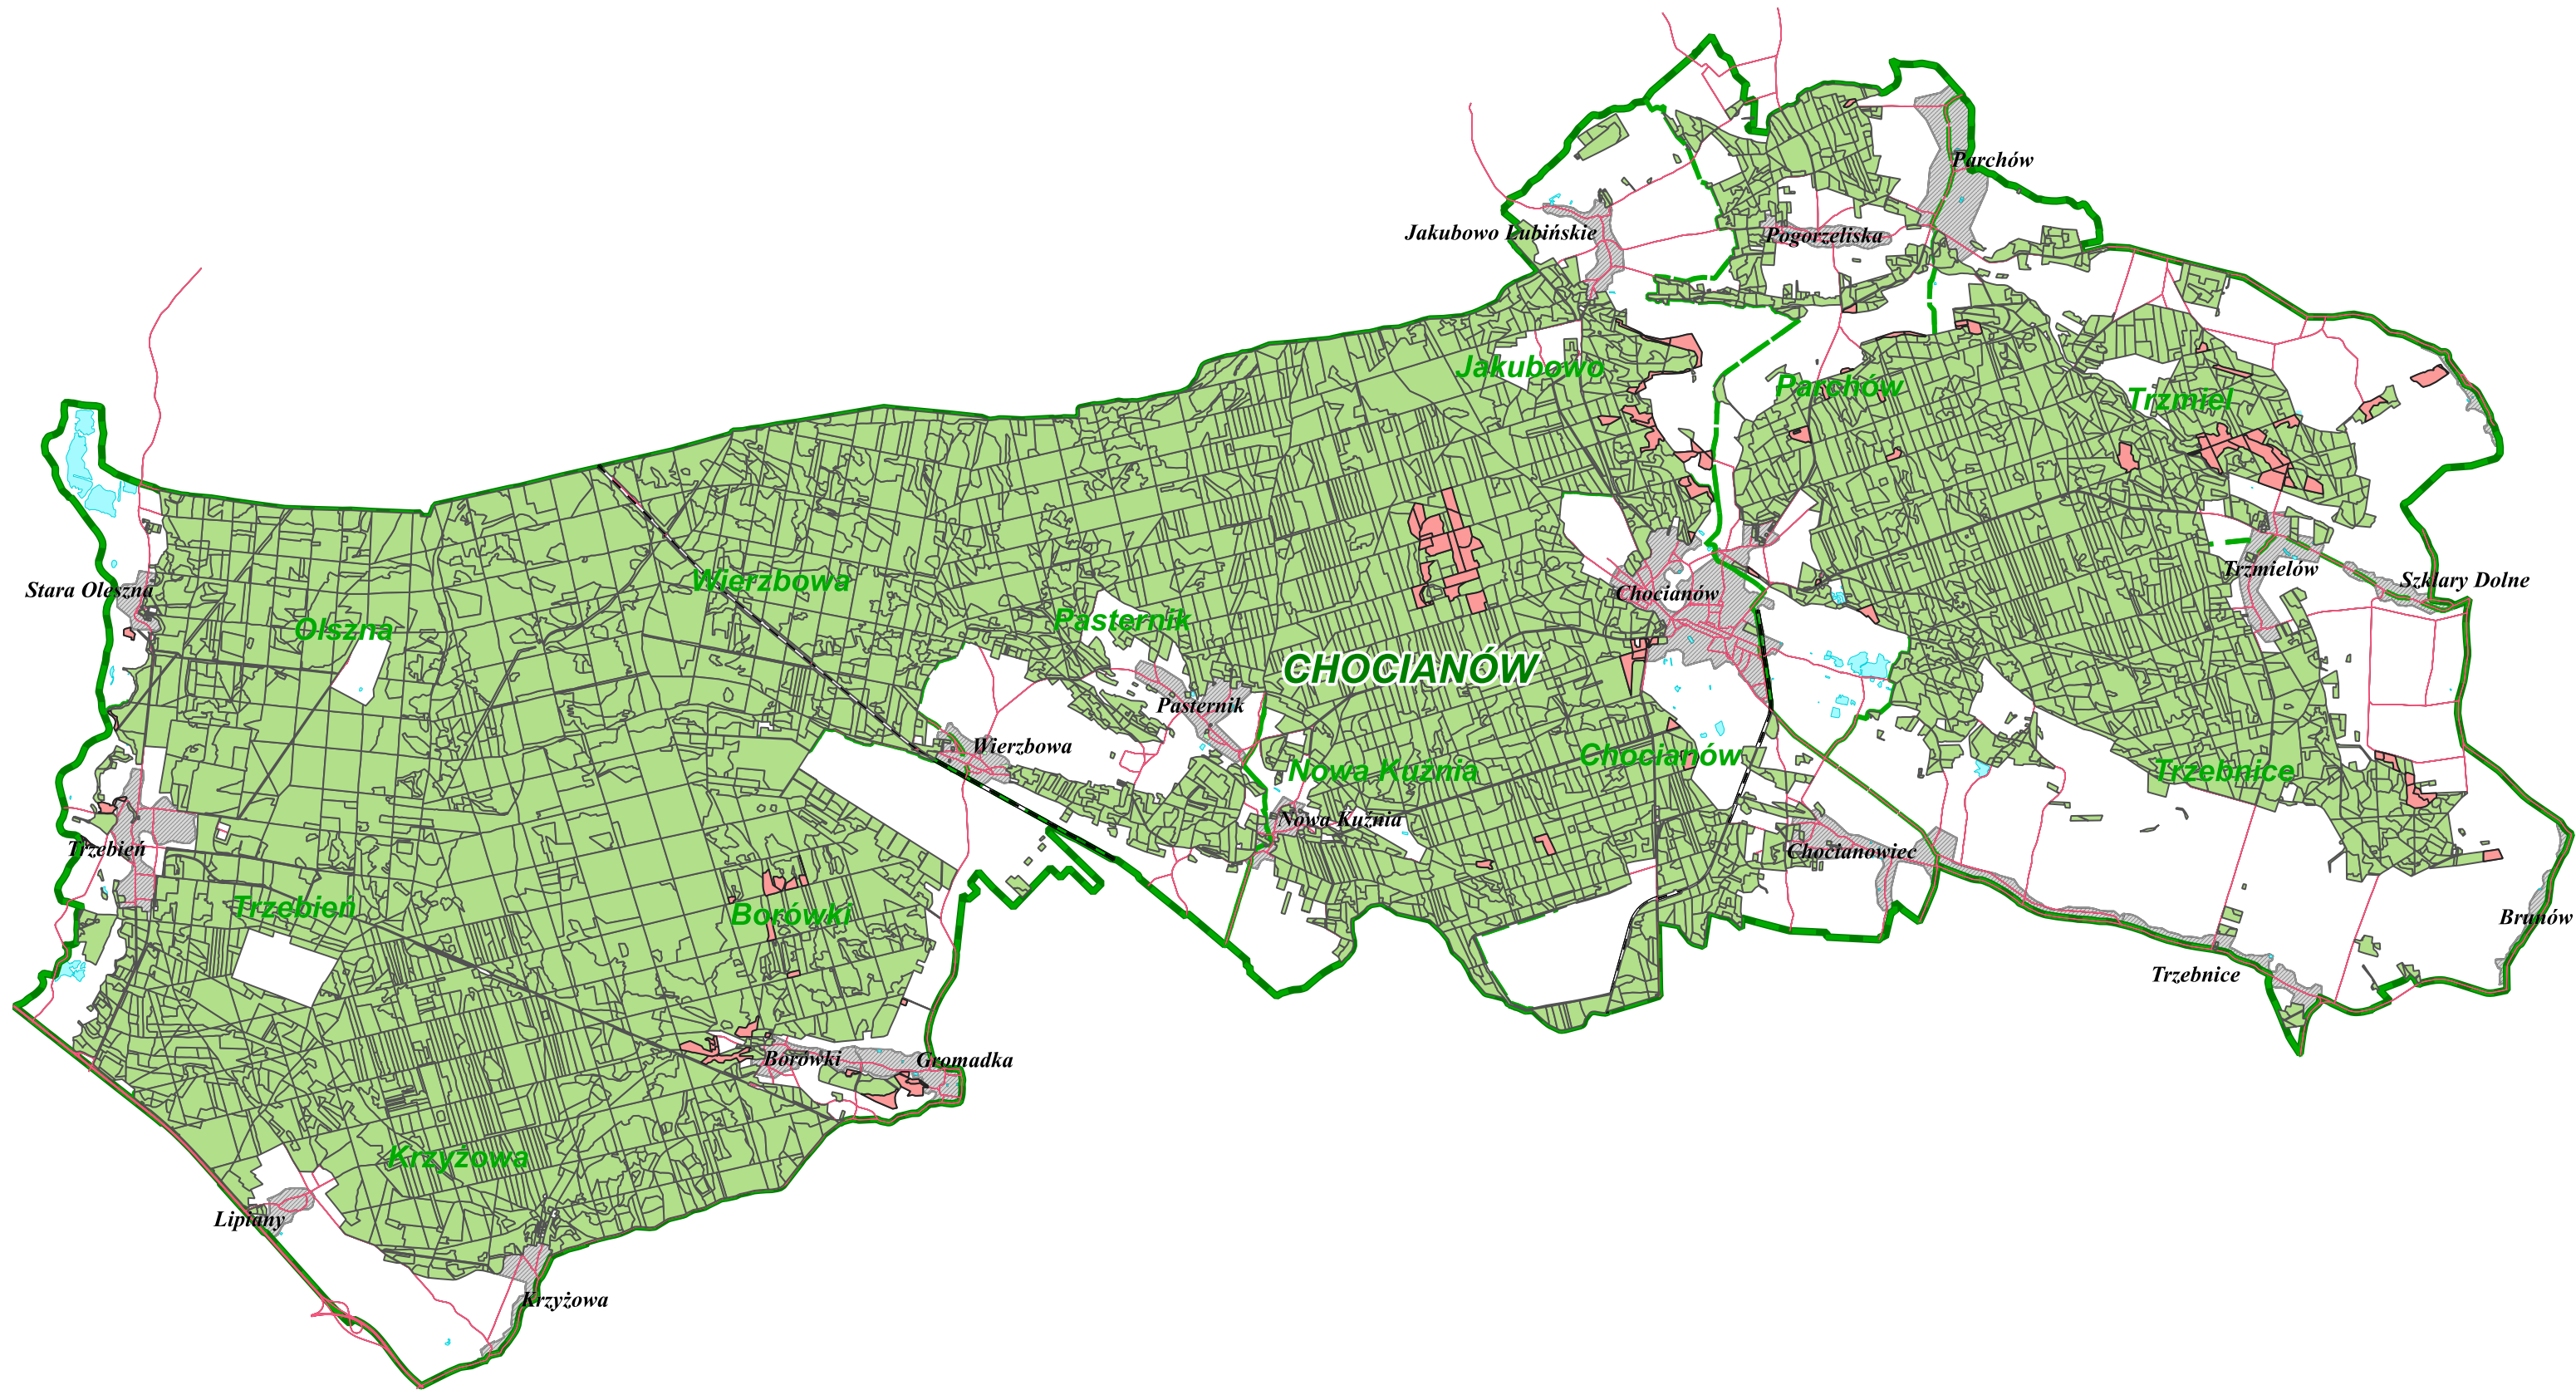 Parchów
Jakubowo Lubińskie
Pogorzeliska
Jakubowo
Parchów
Trzmiel
Wierzbowa
Stara Oleszna
Olszna
Pasternik
Chocianów
Trzmielów
Szklary Dolne
CHOCIANÓW
Pasternik
Wierzbowa
Nowa Kuźnia
Chocianów
Trzebnice
Nowa Kuźnia
Trzebień
Chocianowiec
Trzebień
Borówki
Brunów
Trzebnice
Borówki
Gromadka
Krzyżowa
Lipiany
Krzyżowa